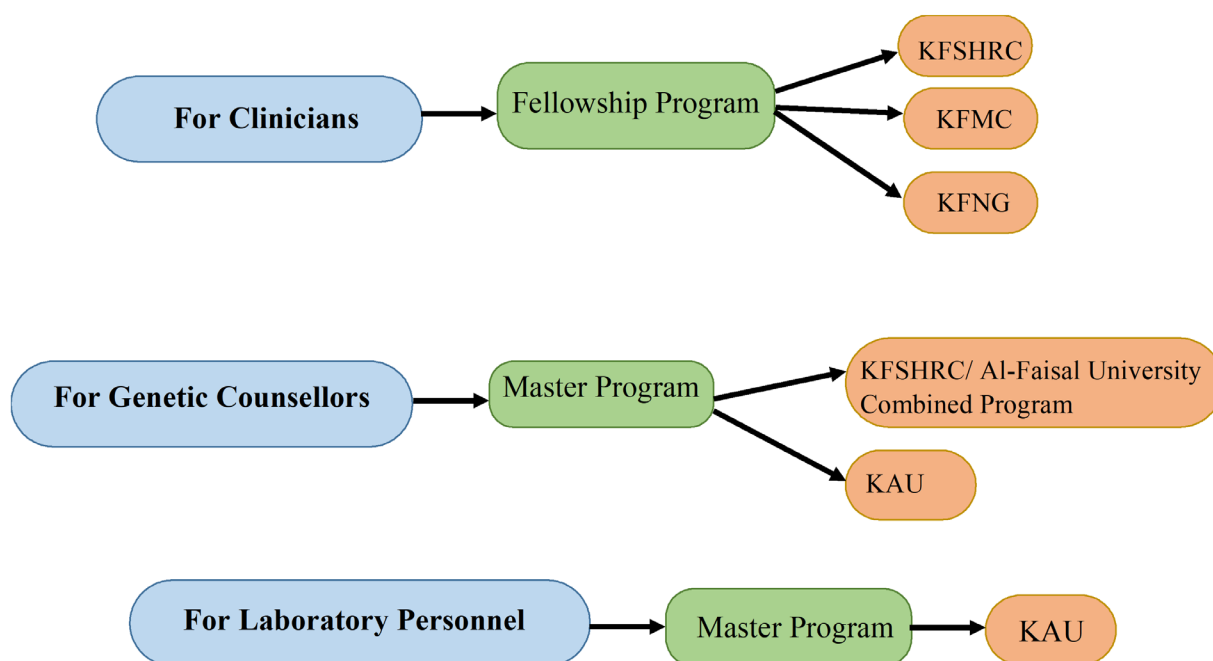 For Clinicians
Fellowship Program
KFSHRC
KFMC
KFNG
For Genetic Counsellors
Master Program
KFSHRC/ Al-Faisal University
Combined Program
KAU
For Laboratory Personnel
Master Program
KAU